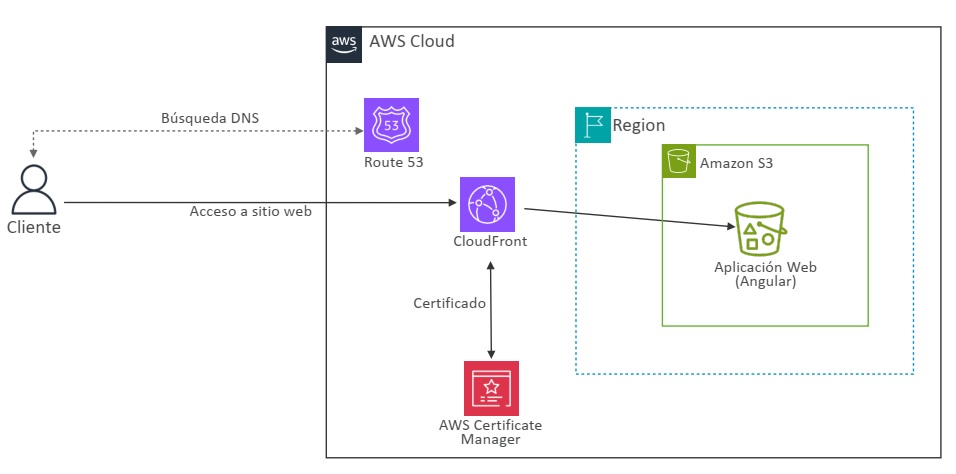 aws
AWS Cloud
Búsqueda DNS
53
Route 53
Region
Amazon S3
Cliente
Acceso a sitio web
CloudFront
Aplicación Web
(Angular)
Certificado
AWS Certificate
Manager